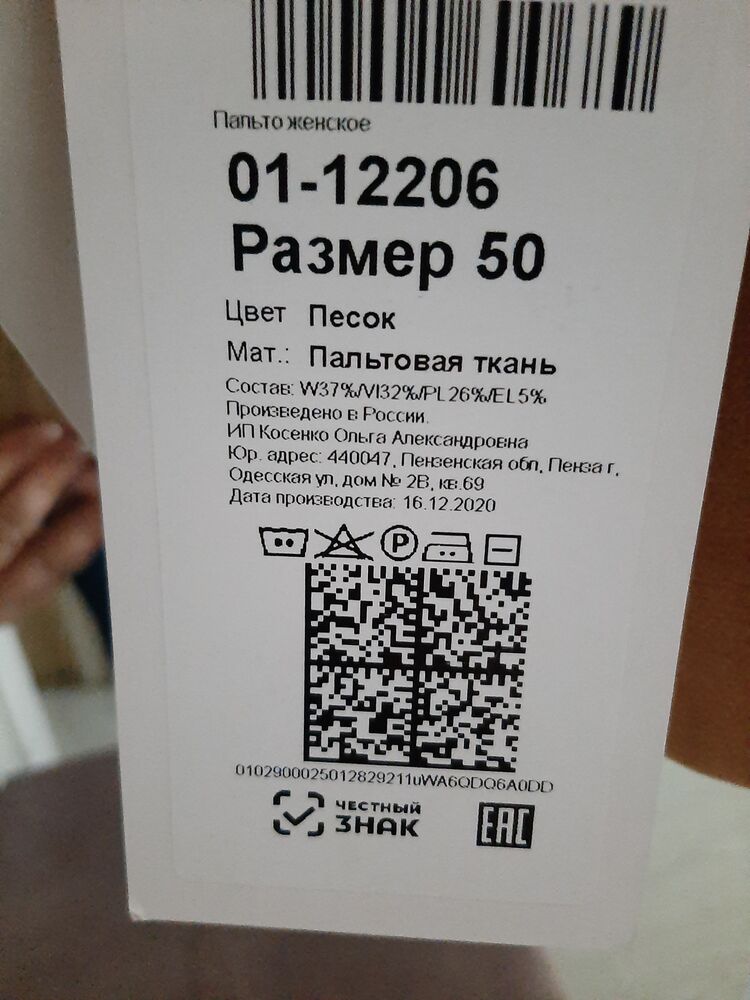 Пальто женское
01-12206
Размер 50
Цвет Песок
Мат.: Пальтовая ткань
Состав: W37%/VI32%/PL26%/EL5%
Произведено в России.
ИП Косенко Ольга Александровна
Юр. адрес: 440047, Пензенская обл, Пенза г,
Одесская ул, дом № 2В, кв.69
Дата производства: 16.12.2020
P
0102900025012829211uWA6QDQ6A0DD
ЧЕСТНЫЙ
ЗНАК
EAC